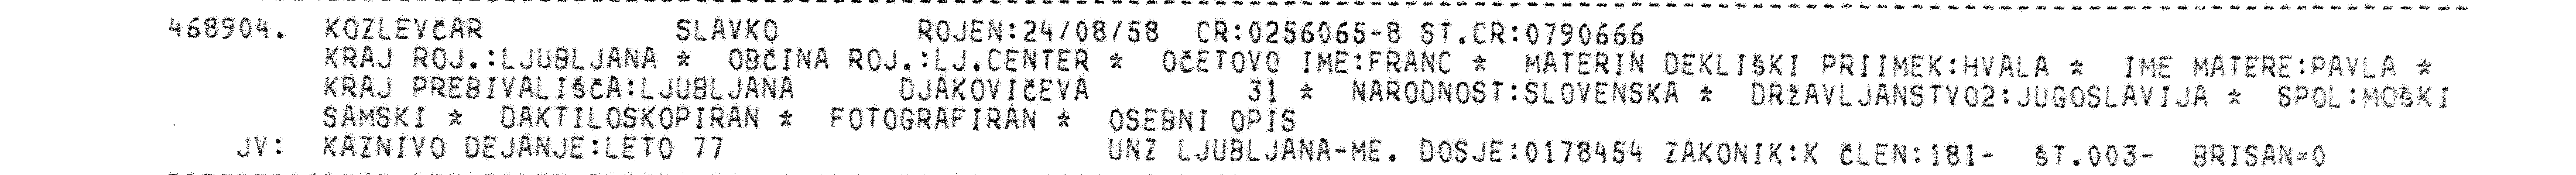 468904. KOZLEVČAR SLAVKO ROJEN:24/08/58 CR:0256065-8 ST.CR:0790666
KRAJ ROJ.:LJUBLJANA * OBČINA ROJ.:LJ.CENTER * OČETOVO IME:FRANC * MATERIN DEKLIŠKI PRIIMEK:HVALA * IME MATERE:PAVLA *
KRAJ PREBIVALIŠČA:LJUBLJANA DJAKOVIČEVA 31 * NARODNOST:SLOVENSKA * DRŽAVLJANSTVO2:JUGOSLAVIJA * SPOL:MOŠKI
SAMSKI * DAKTILOSKOPIRAN * FOTOGRAFIRAN * OSEBNI OPIS
JV: KAZNIVO DEJANJE:LETO 77 UNZ LJUBLJANA-ME. DOSJE:0178454 ZAKONIK:K ČLEN:181- ŠT.003- BRISAN=0